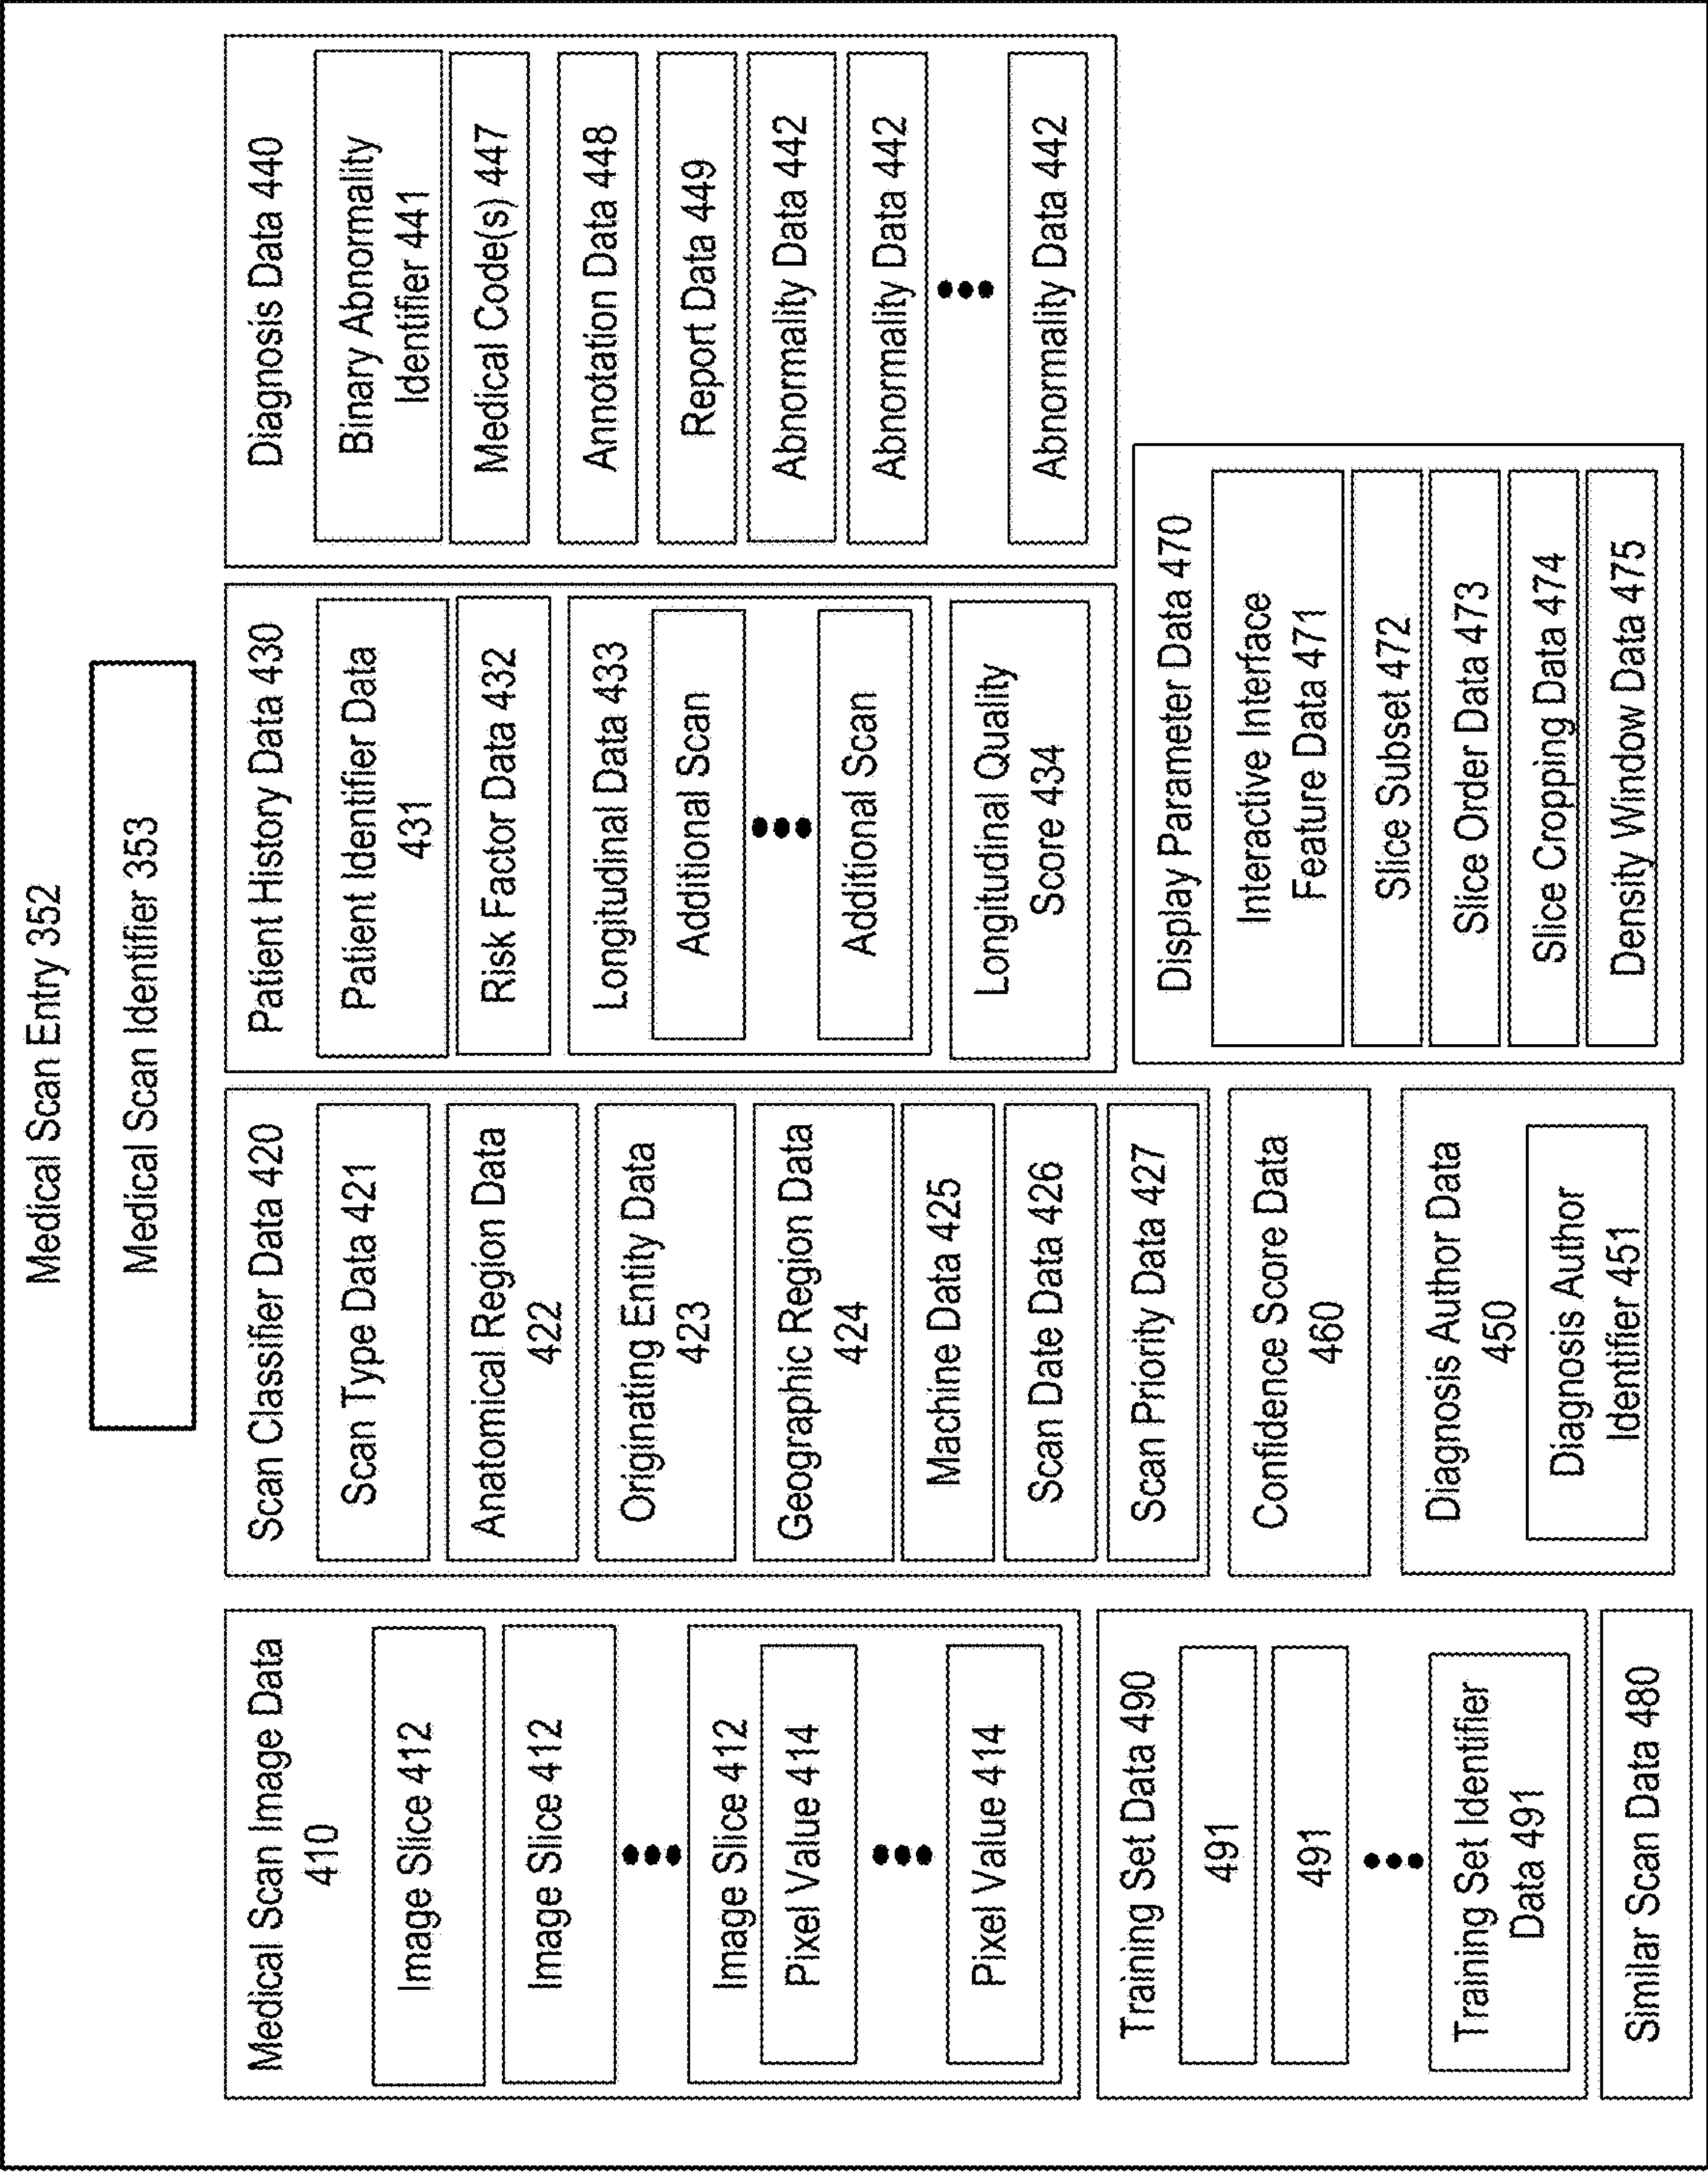 Medical Scan Entry 352
Medical Scan Identifier 353
Medical Scan Image Data
410
Image Slice 412
Image Slice 412
Image Slice 412
Pixel Value 414
Pixel Value 414
Training Set Data 490
491
491
Training Set Identifier
Data 491
Similar Scan Data 480
Scan Classifier Data 420
Scan Type Data 421
Anatomical Region Data
422
Originating Entity Data
423
Geographic Region Data
424
Machine Data 425
Scan Date Data 426
Scan Priority Data 427
Confidence Score Data
460
Diagnosis Author Data
450
Diagnosis Author
Identifier 451
Patient History Data 430
Patient Identifier Data
431
Risk Factor Data 432
Longitudinal Data 433
Additional Scan
Additional Scan
Longitudinal Quality
Score 434
Diagnosis Data 440
Binary Abnormality
Identifier 441
Medical Code(s) 447
Annotation Data 448
Report Data 449
Abnormality Data 442
Abnormality Data 442
Abnormality Data 442
Display Parameter Data 470
Interactive Interface
Feature Data 471
Slice Subset 472
Slice Order Data 473
Slice Cropping Data 474
Density Window Data 475